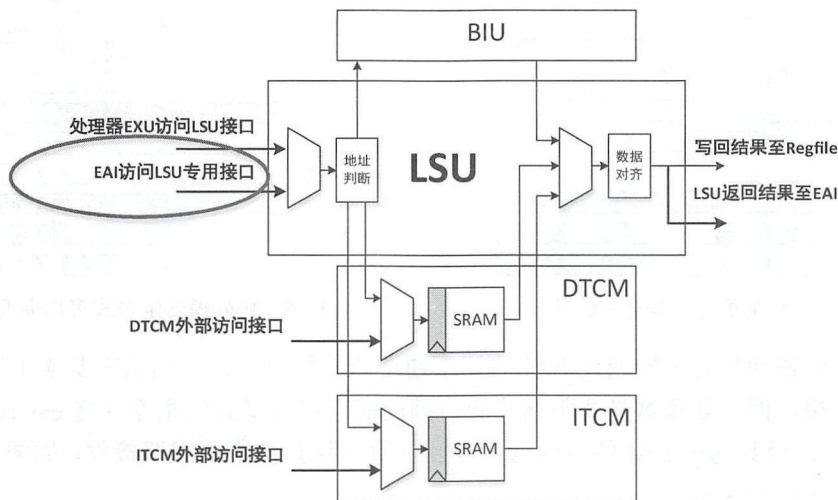 BIU
处理器EXU访问LSU接口
EAI访问LSU专用接口
地址
判断
LSU
数据
对齐
写回结果至Regfile
LSU返回结果至EAI
DTCM
DTCM外部访问接口
SRAM
ITCM
ITCM外部访问接口
SRAM